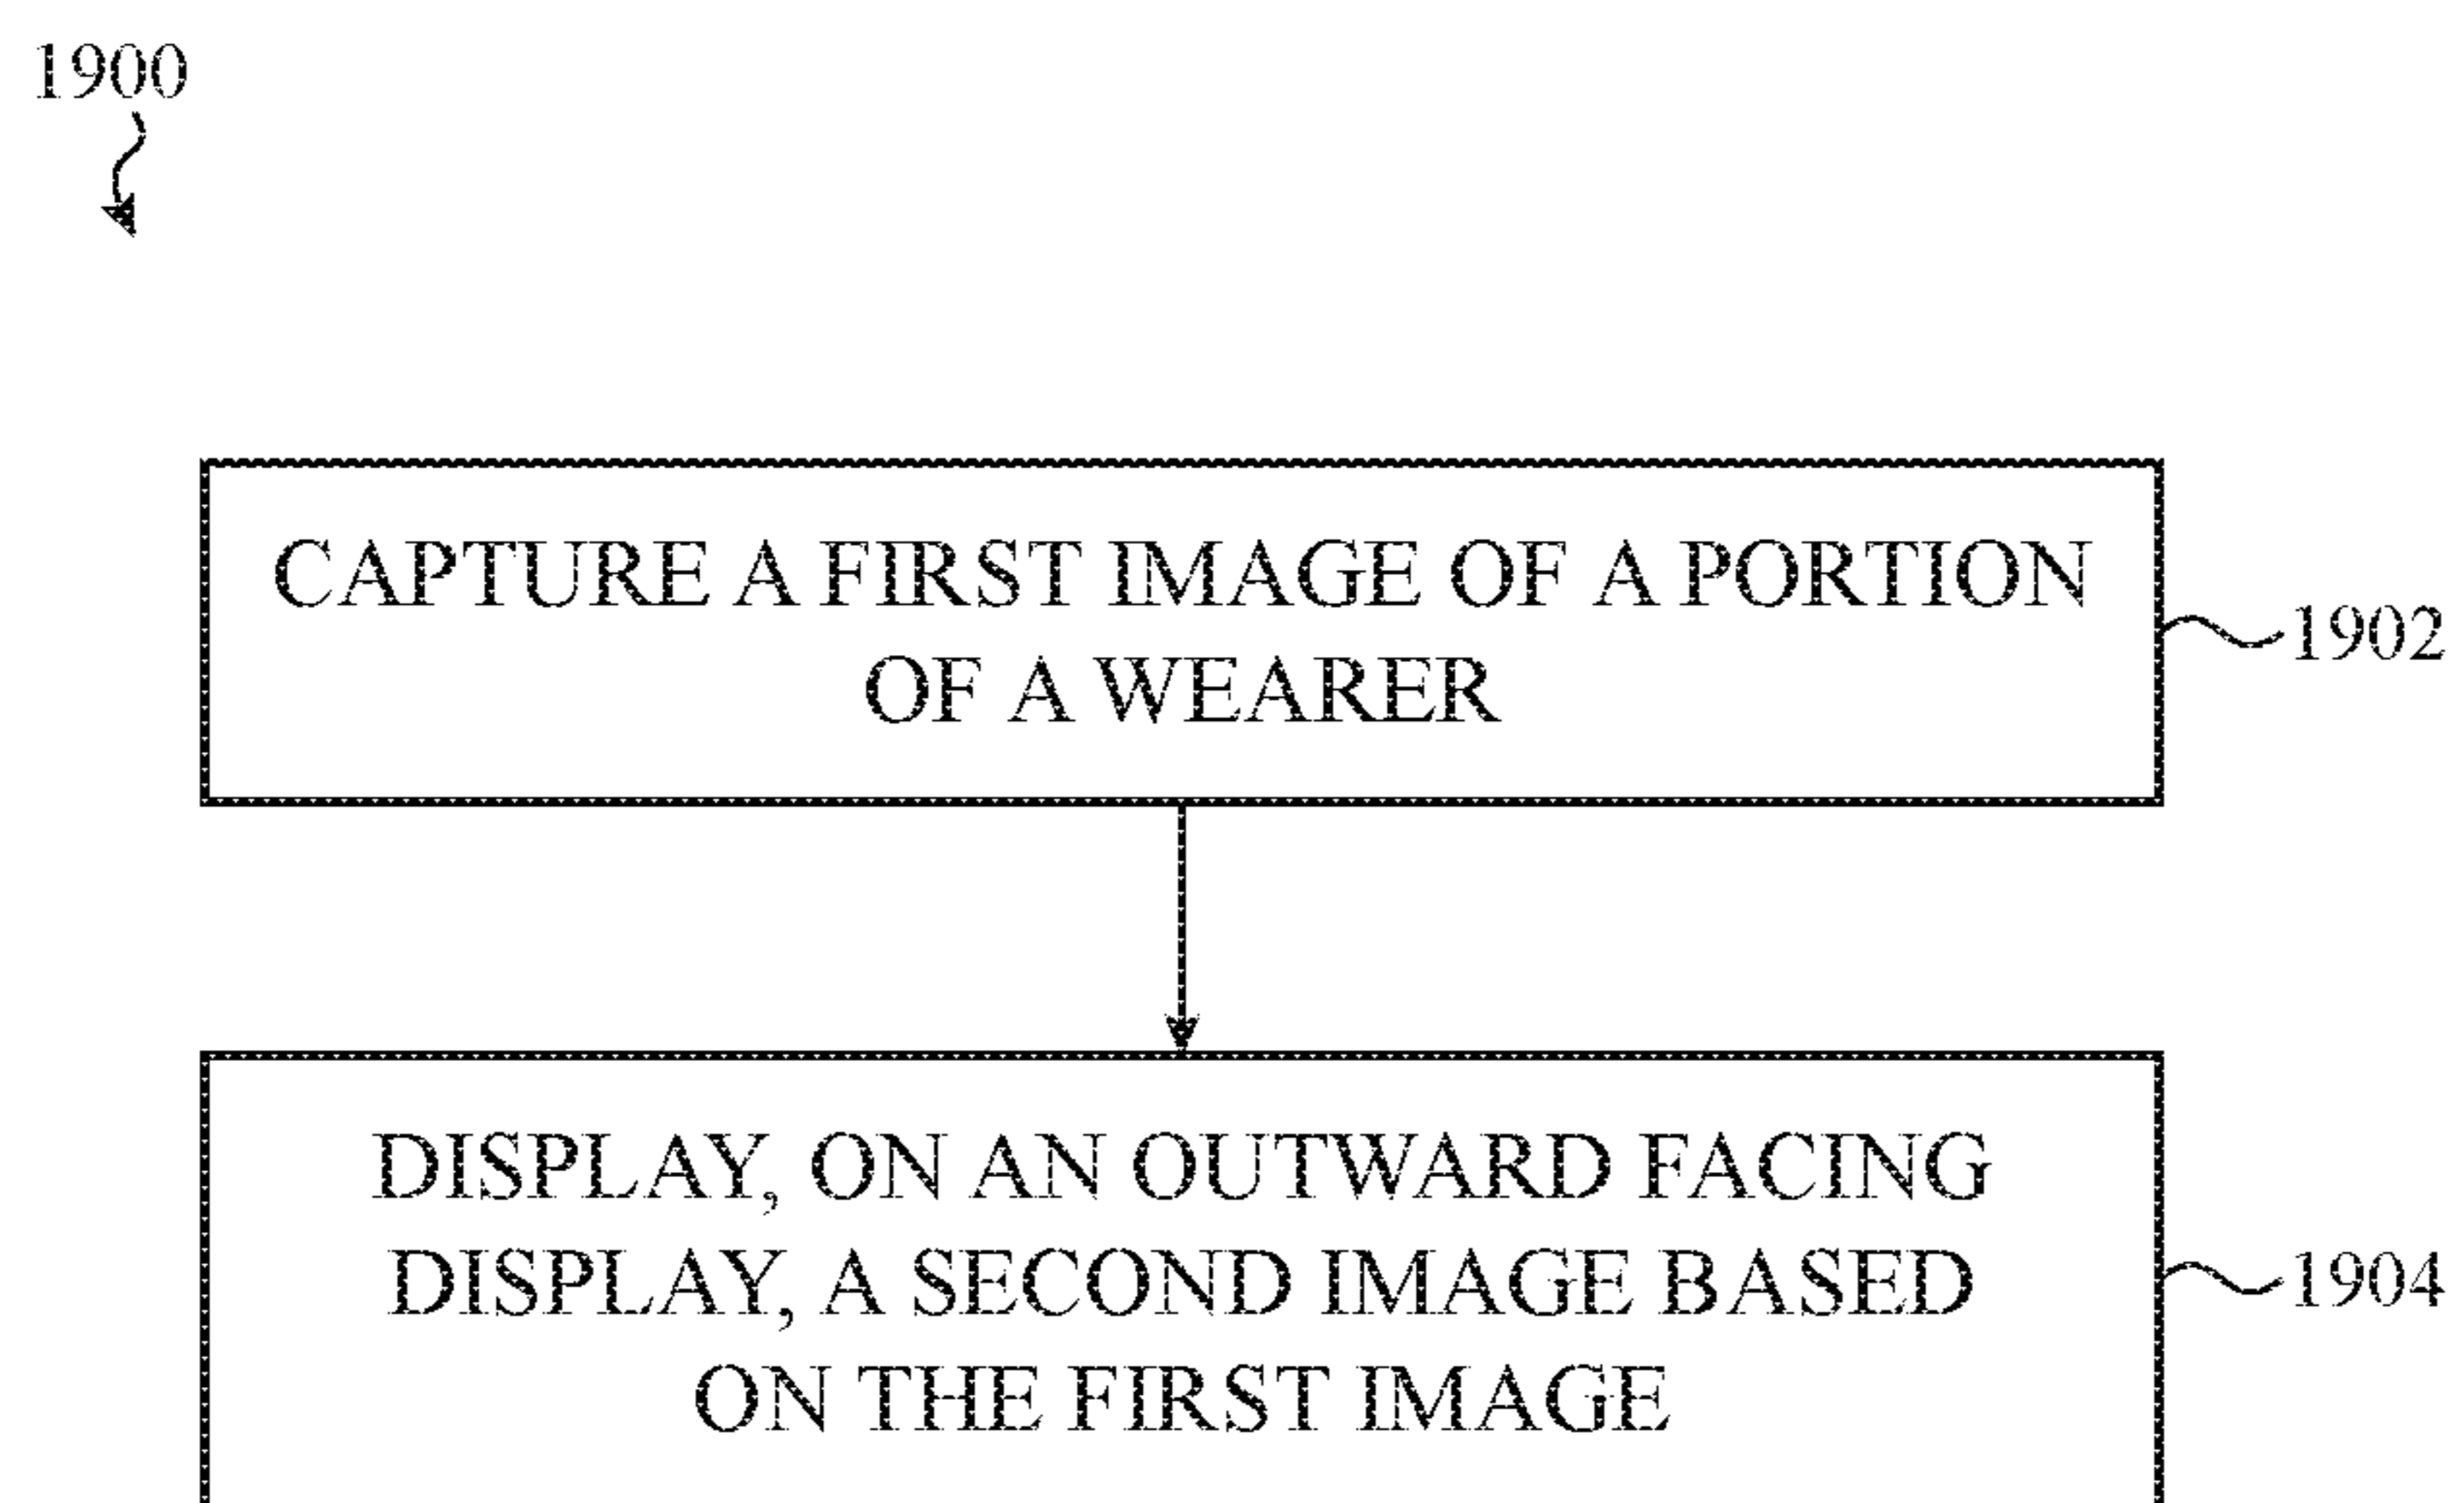 1900
CAPTURE A FIRST IMAGE OF A PORTION
OF A WEARER
1902
DISPLAY, ON AN OUTWARD FACING
DISPLAY, A SECOND IMAGE BASED
ON THE FIRST IMAGE
1904